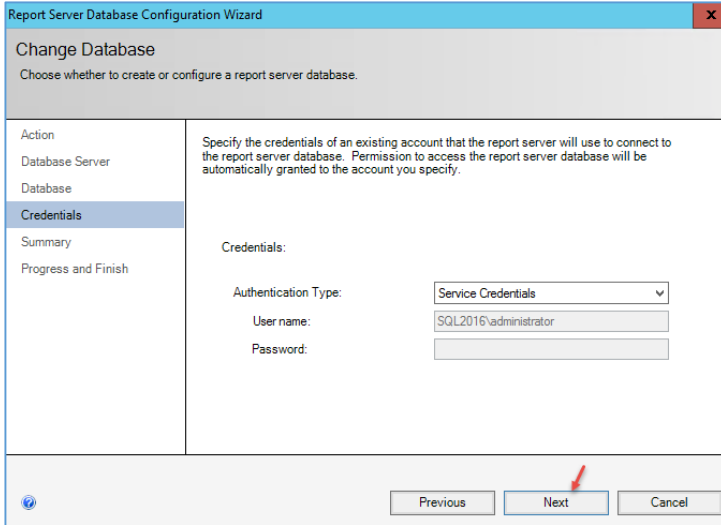 Report Server Database Configuration Wizard
x
Change Database
Choose whether to create or configure a report server database.
Action
Database Server
Database
Credentials
Summary
Progress and Finish
Specify the credentials of an existing account that the report server will use to connect to
the report server database. Permission to access the report server database will be
automatically granted to the account you specify.
Credentials:
Authentication Type:
Service Credentials
User name:
SQL2016\administrator
Password:
?
Previous
Next
Cancel